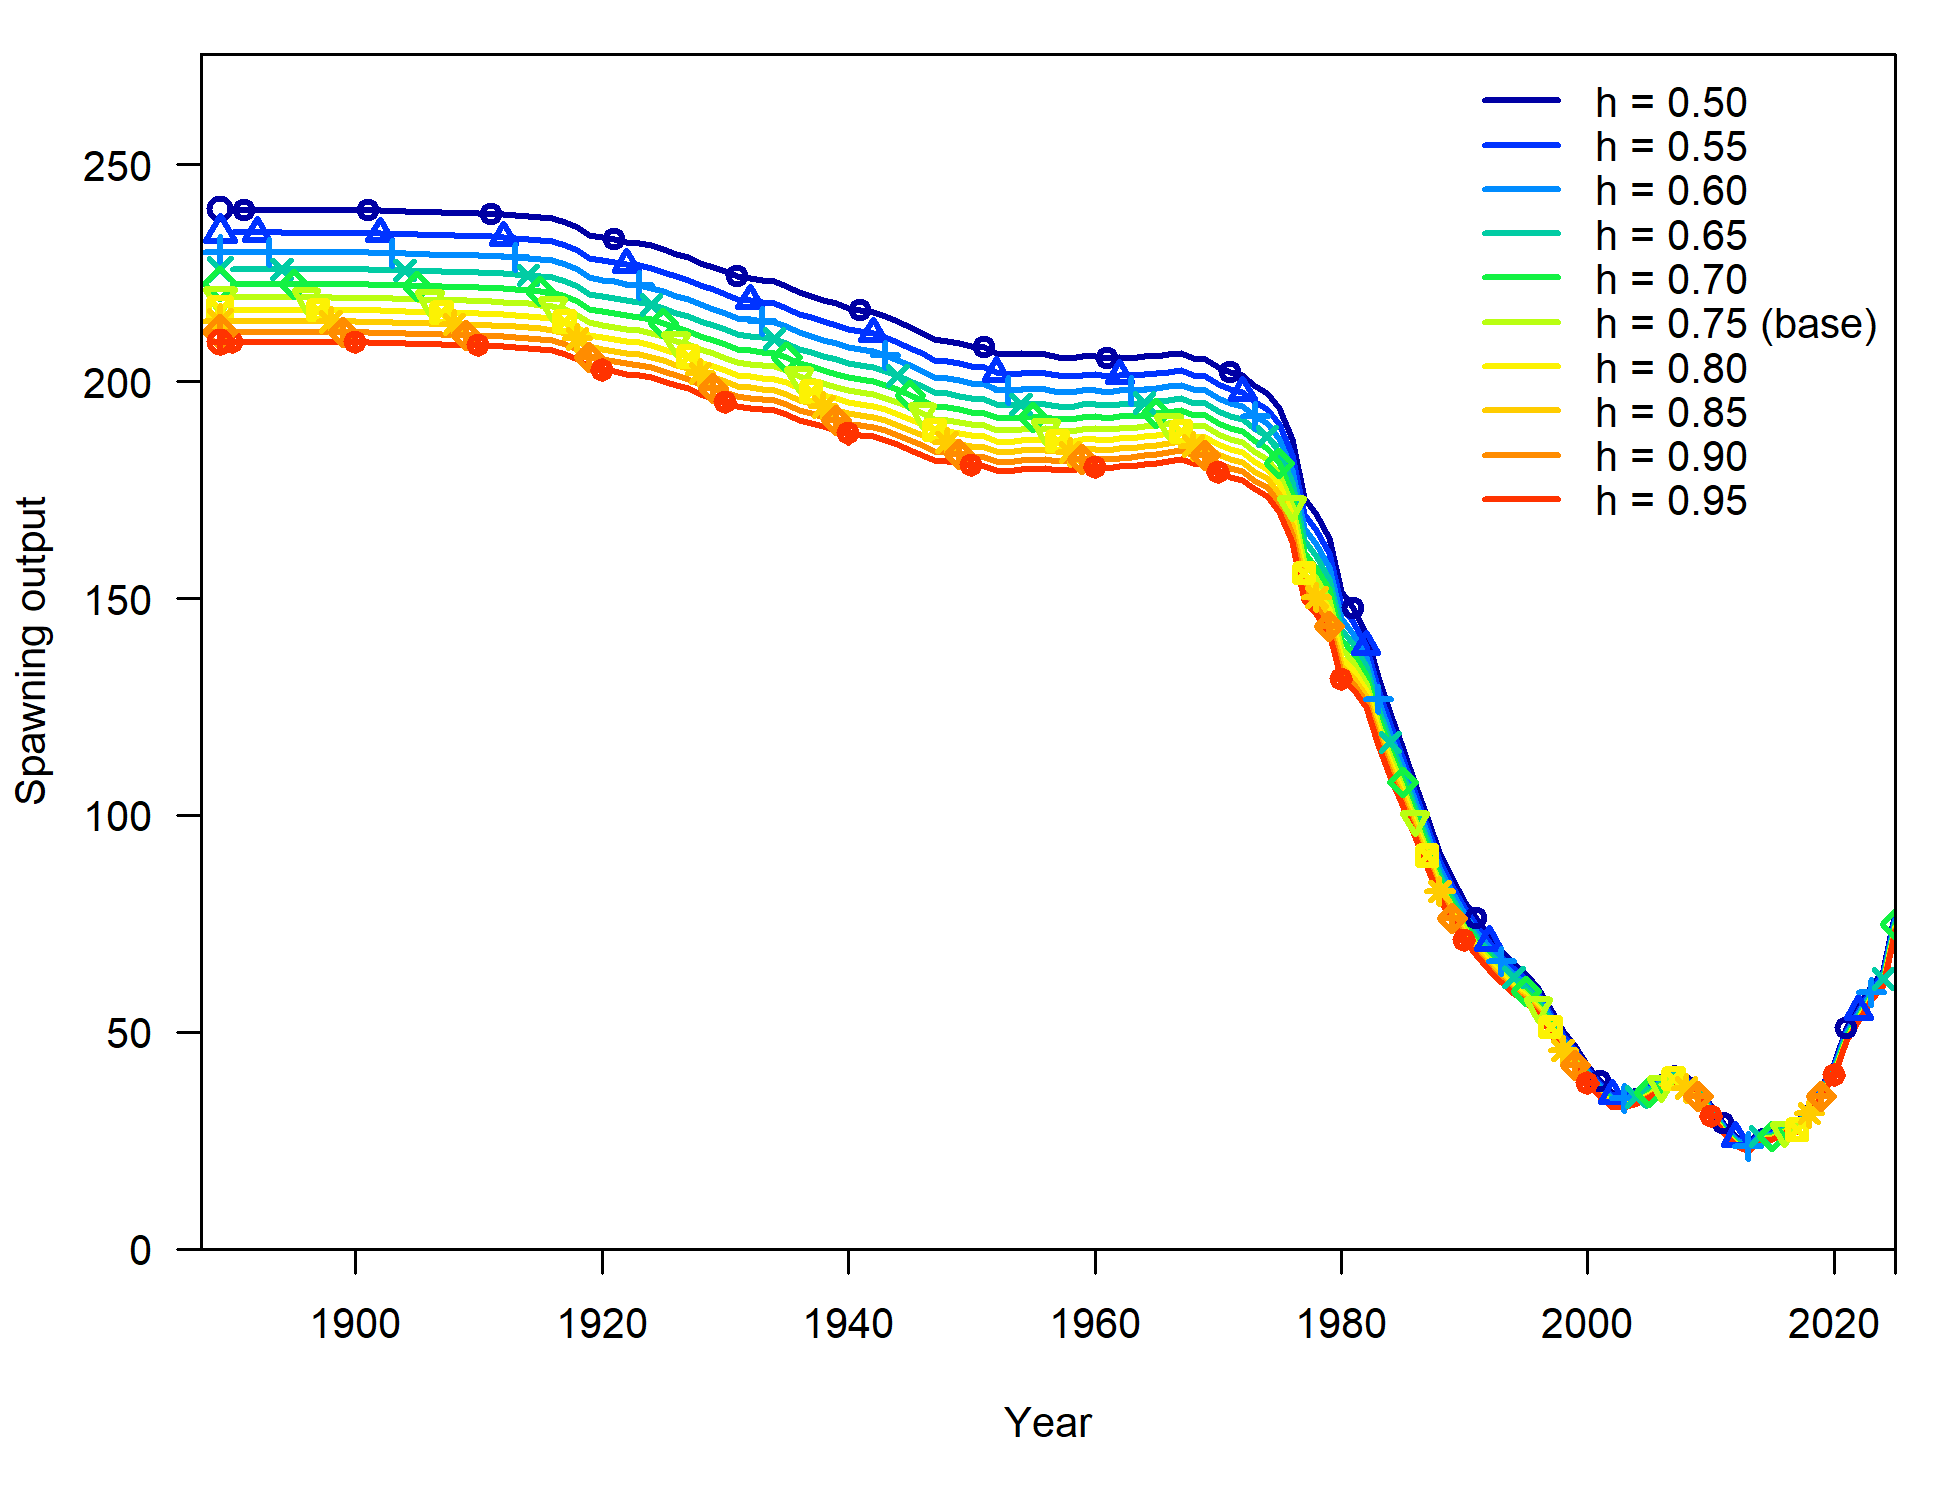 h = 0.50
h = 0.55
h = 0.60
h = 0.65
h = 0.70
h = 0.75 (base)
h = 0.80
h = 0.85
h = 0.90
h = 0.95
250
200
150
100
50
0
Spawning output
1900 1920 1940 1960 1980 2000 2020
Year